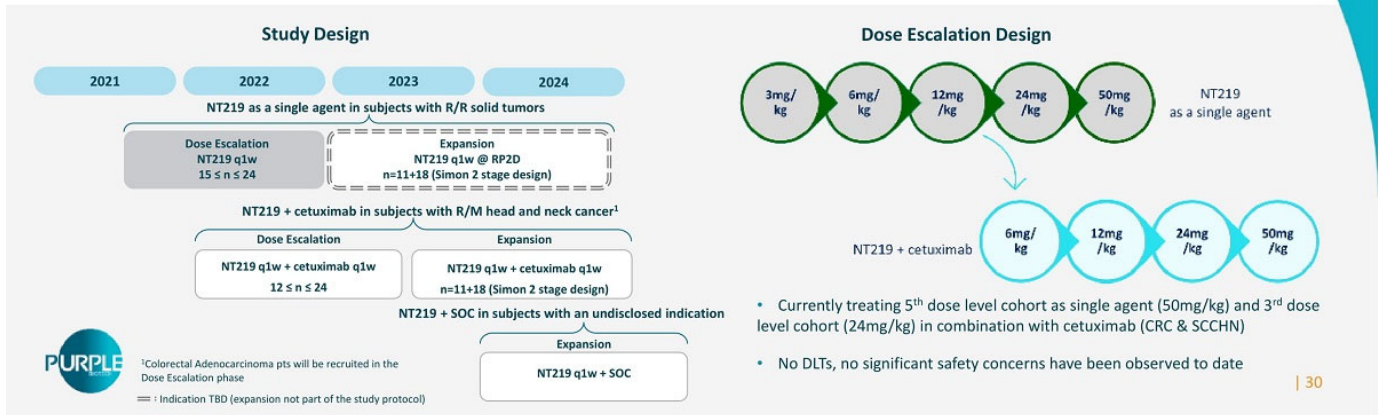 Study Design
2021
2022
2023
2024
NT219 as a single agent in subjects with R/R solid tumors
Dose Escalation
NT219 q1w
15 ≤ n ≤ 24
Expansion
NT219 q1w @ RP2D
n=11+18 (Simon 2 stage design)
NT219 + cetuximab in subjects with R/M head and neck cancer¹
Dose Escalation
NT219 q1w + cetuximab q1w
12 ≤ n ≤ 24
Expansion
NT219 q1w + cetuximab q1w
n=11+18 (Simon 2 stage design)
NT219 + SOC in subjects with an undisclosed indication
Expansion
NT219 q1w + SOC
PURPLE
¹Colorectal Adenocarcinoma pts will be recruited in the
Dose Escalation phase
: Indication TBD (expansion not part of the study protocol)
Dose Escalation Design
3mg/
kg
6mg/
kg
12mg
/kg
24mg
/kg
50mg
/kg
NT219
as a single agent
NT219 + cetuximab
6mg/
kg
12mg
/kg
24mg
/kg
50mg
/kg
• Currently treating 5th dose level cohort as single agent (50mg/kg) and 3rd dose
level cohort (24mg/kg) in combination with cetuximab (CRC & SCCHN)
• No DLTs, no significant safety concerns have been observed to date
| 30